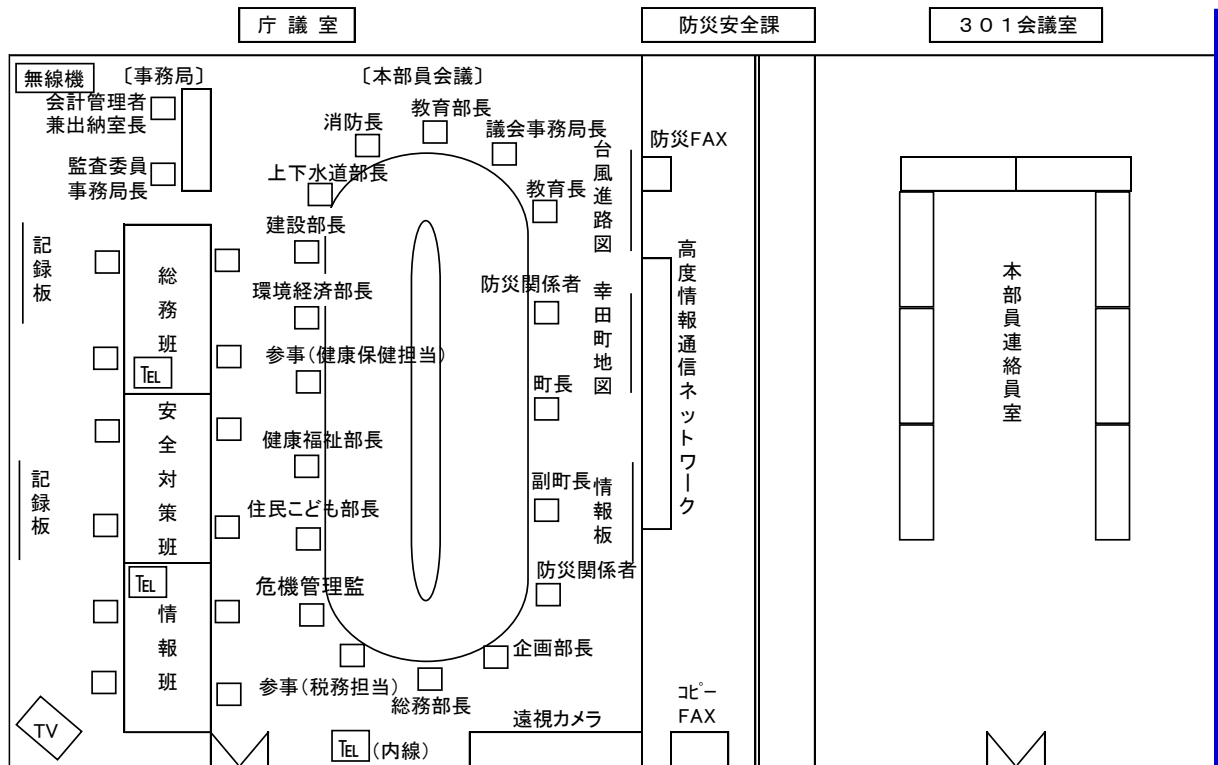 庁議室
防災安全課
３０１会議室
無線機
〔事務局〕
〔本部員会議〕
会計管理者
兼出納室長
監査委員
事務局長
消防長
教育部長
議会事務局長
上下水道部長
教育長
建設部長
防災関係者
環境経済部長
参事（健康保健担当）
町長
健康福祉部長
副町長
住民こども部長
防災関係者
危機管理監
企画部長
参事（税務担当）
総務部長
記録板
記録板
総務班
TEL
安全対策班
TEL
情報班
TV
TEL
（内線）
遠視カメラ
台風進路図
幸田町地図
情報板
防災FAX
高度情報通信ネットワーク
ｺﾋﾟｰ
FAX
本部員連絡員室